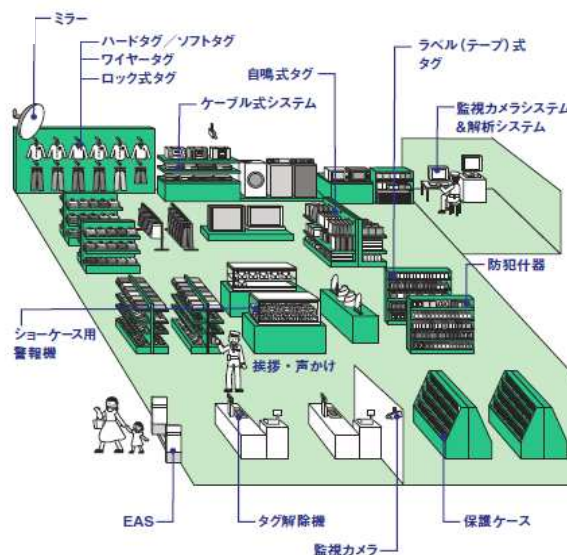 ミラー
ハードタグ／ソフトタグ
ワイヤータグ
ロック式タグ
ケーブル式システム
自鳴式タグ
ラベル（テープ）式
タグ
監視カメラシステム
&解析システム
防犯什器
ショーケース用
警報機
挨拶・声かけ
EAS
タグ解除機
監視カメラ
保護ケース